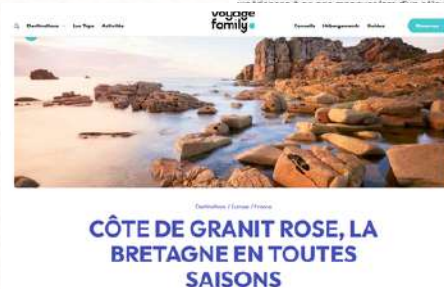 voyage
family
Destinations Les Tops Activités
Conseils Hébergements Guides
Destinations / Europe / France
CÔTE DE GRANIT ROSE, LA
BRETAGNE EN TOUTES
SAISONS